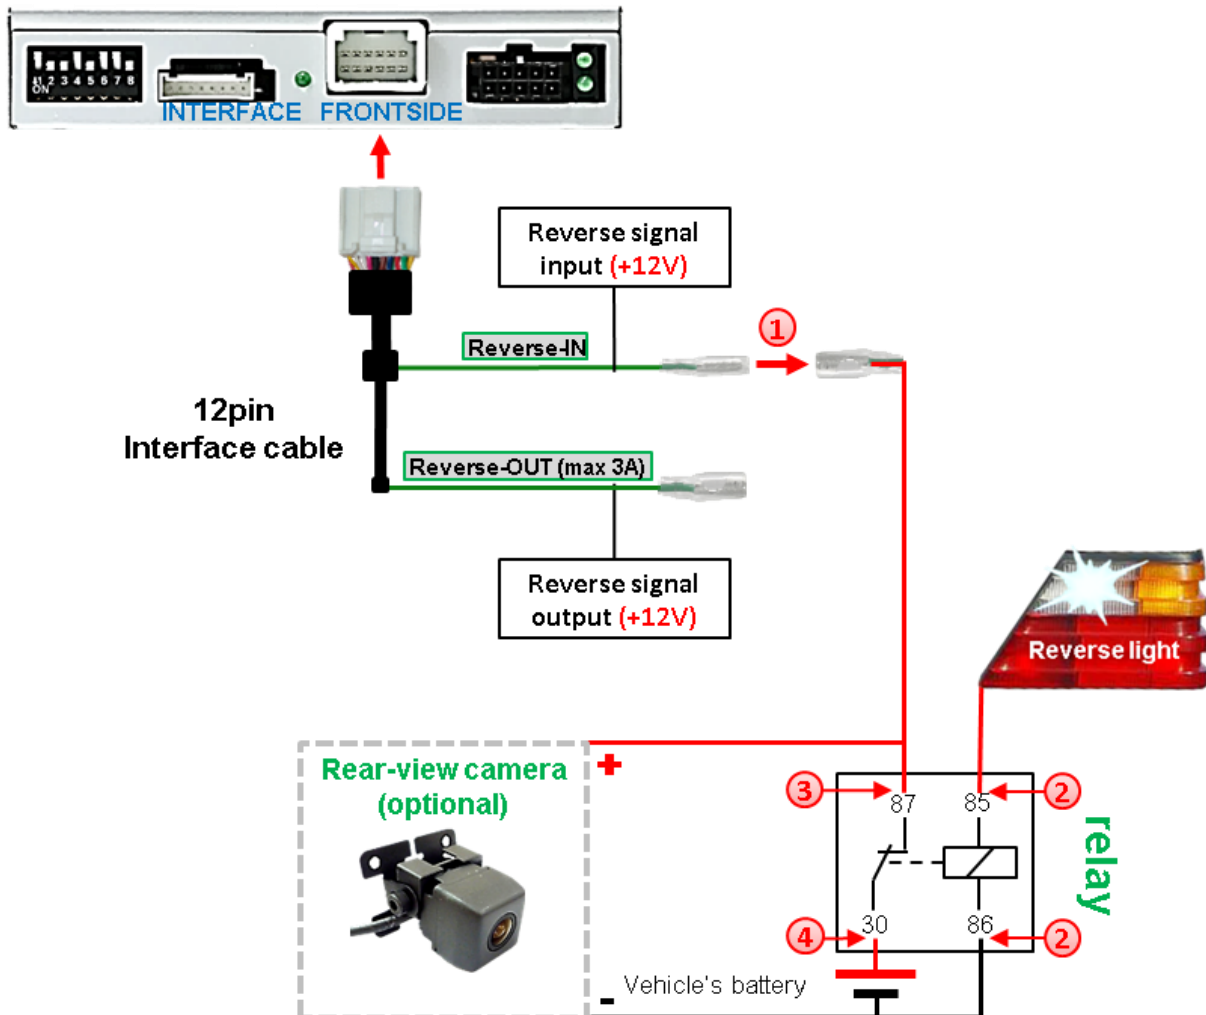 1 2 3 4 5 6 7 8
ON
INTERFACE FRONTSIDE
Reverse signal
input (+12V)
1
Reverse-IN
12pin
Interface cable
Reverse-OUT (max 3A)
Reverse signal
output (+12V)
Reverse light
Rear-view camera
(optional)
+
3
87
85
2
relay
4
30
86
2
- Vehicle's battery